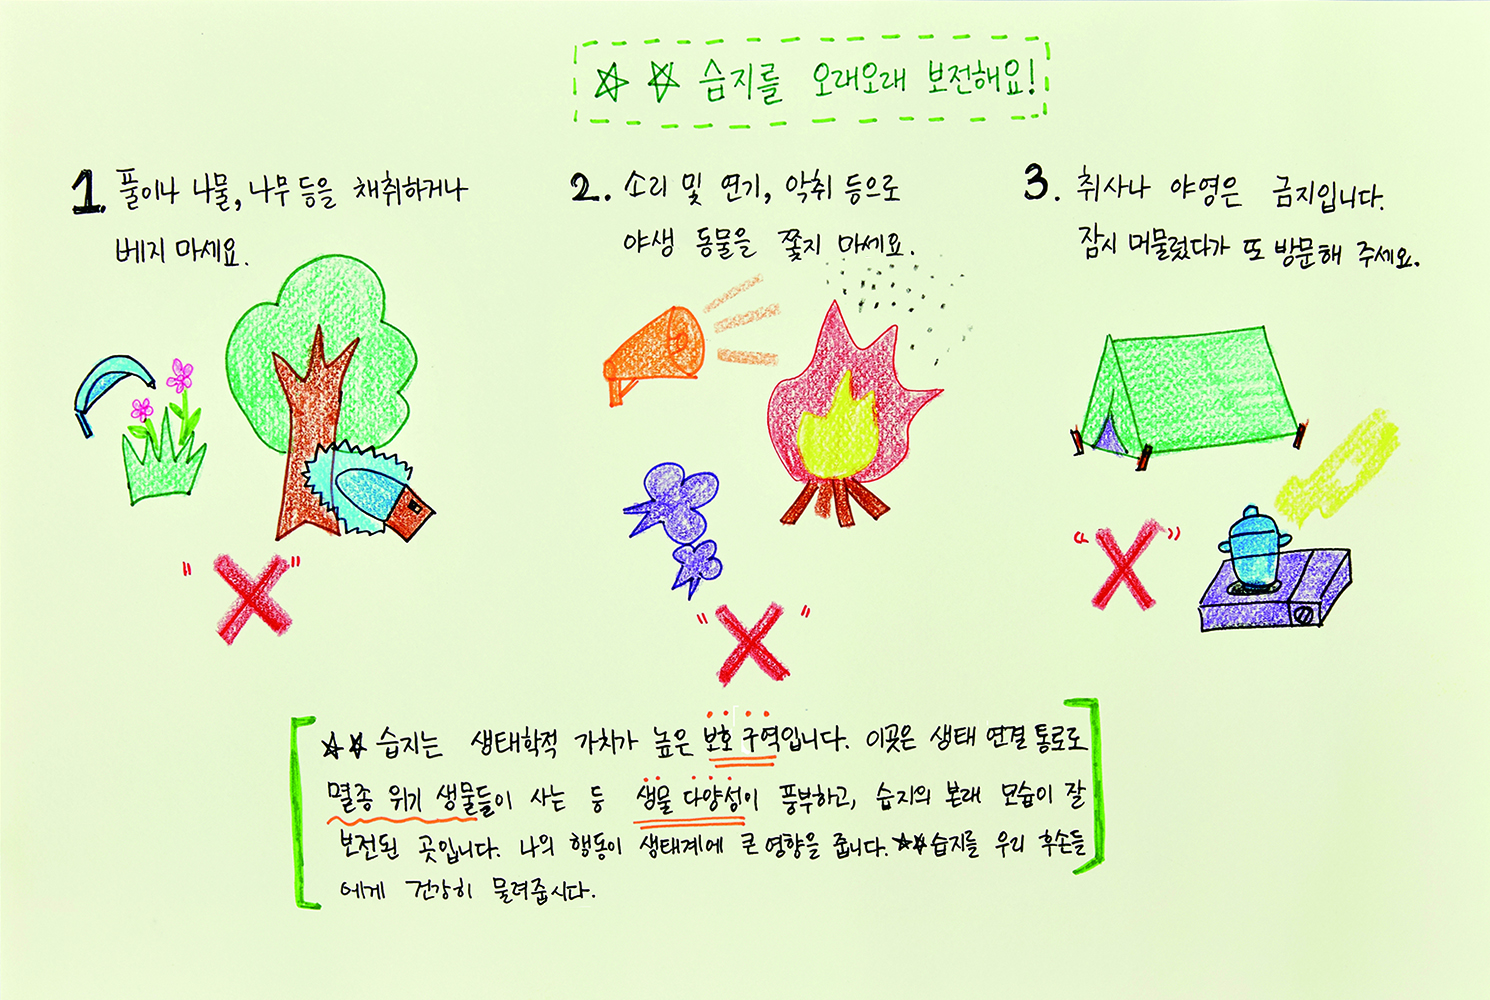 ☆☆ 습지를 오래오래 보전해요!
1. 풀이나 나물, 나무 등을 채취하거나
베지 마세요.
2. 소리 및 연기, 악취 등으로
야생 동물을 쫓지 마세요.
3. 취사나 야영은 금지입니다.
잠시 머물렀다가 또 방문해 주세요.
"X"
"X"
"X"
☆☆ 습지는 생태학적 가치가 높은 보호 구역입니다. 이곳은 생태 연결 통로로
멸종 위기 생물들이 사는 등 생물 다양성이 풍부하고, 습지의 본래 모습이 잘
보전된 곳입니다. 나의 행동이 생태계에 큰 영향을 줍니다. ☆☆ 습지를 우리 후손들
에게 건강히 물려줍시다.